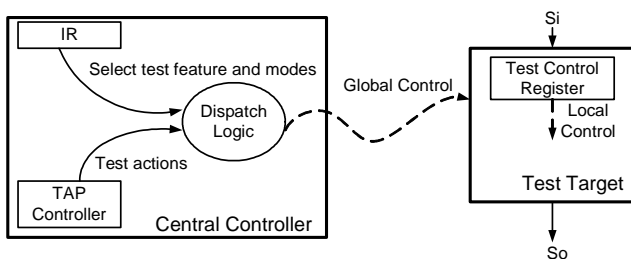 IR
Select test feature and modes
Dispatch
Logic
Test actions
TAP
Controller
Central Controller
Global Control
Si
Test Control
Register
Local
Control
Test Target
So